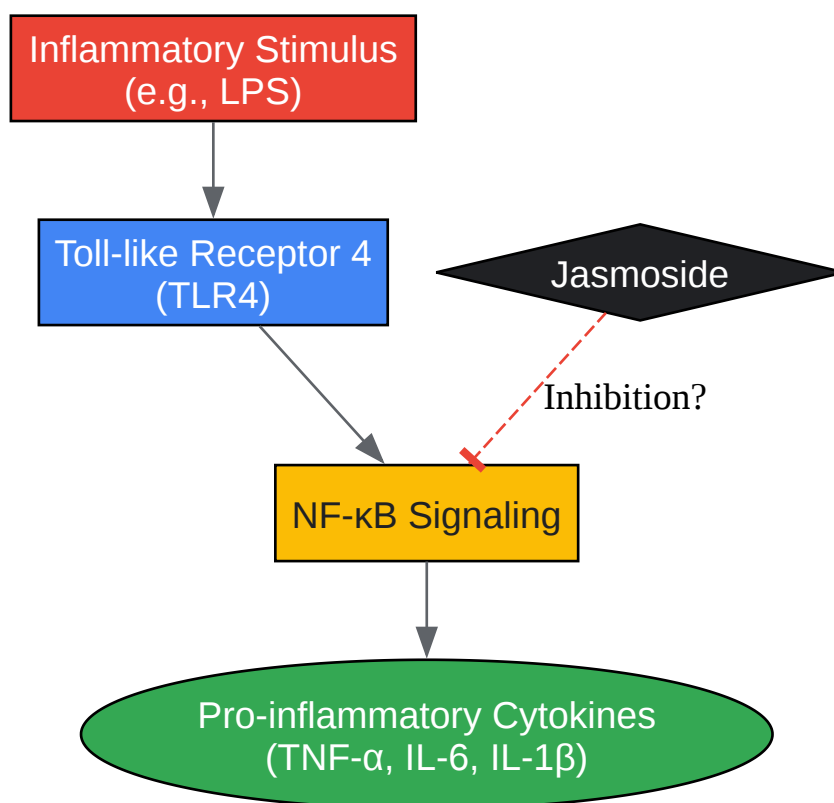 Inflammatory Stimulus
(e.g., LPS)
Toll-like Receptor 4
(TLR4)
Jasmoside
Inhibition?
NF-κB Signaling
Pro-inflammatory Cytokines
(TNF-α, IL-6, IL-1β)